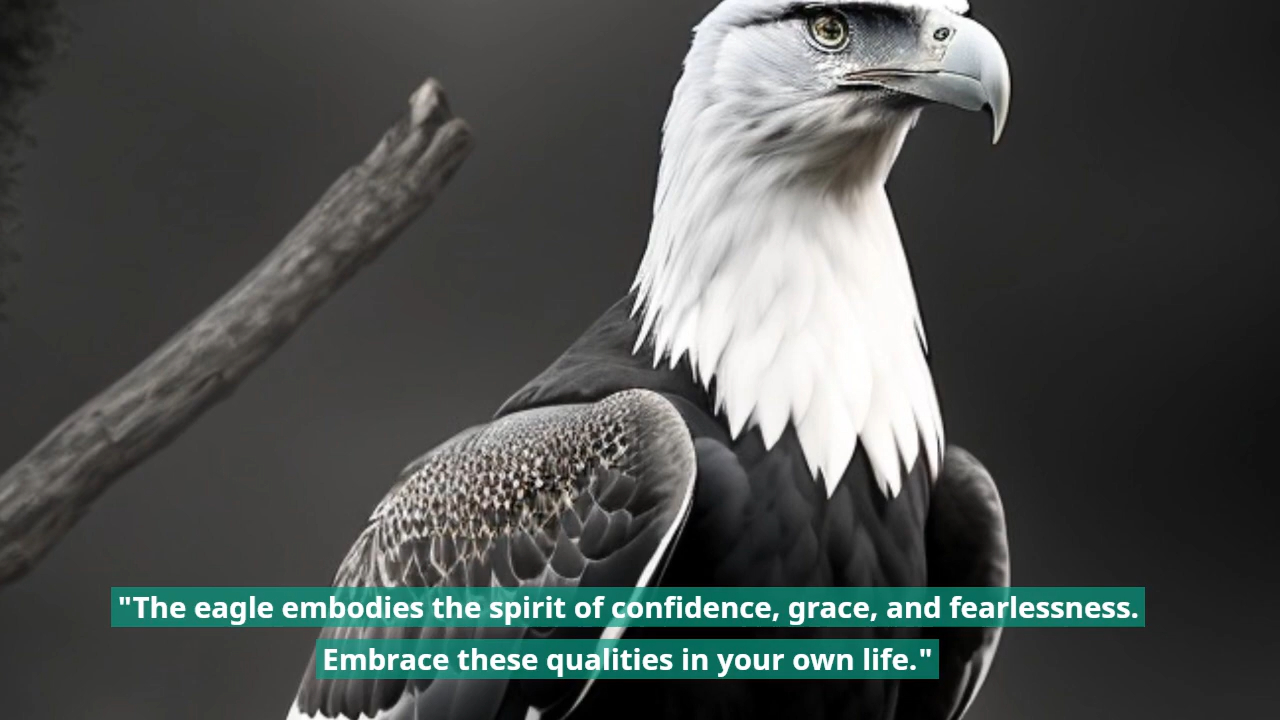 "The eagle embodies the spirit of confidence, grace, and fearlessness.
Embrace these qualities in your own life."